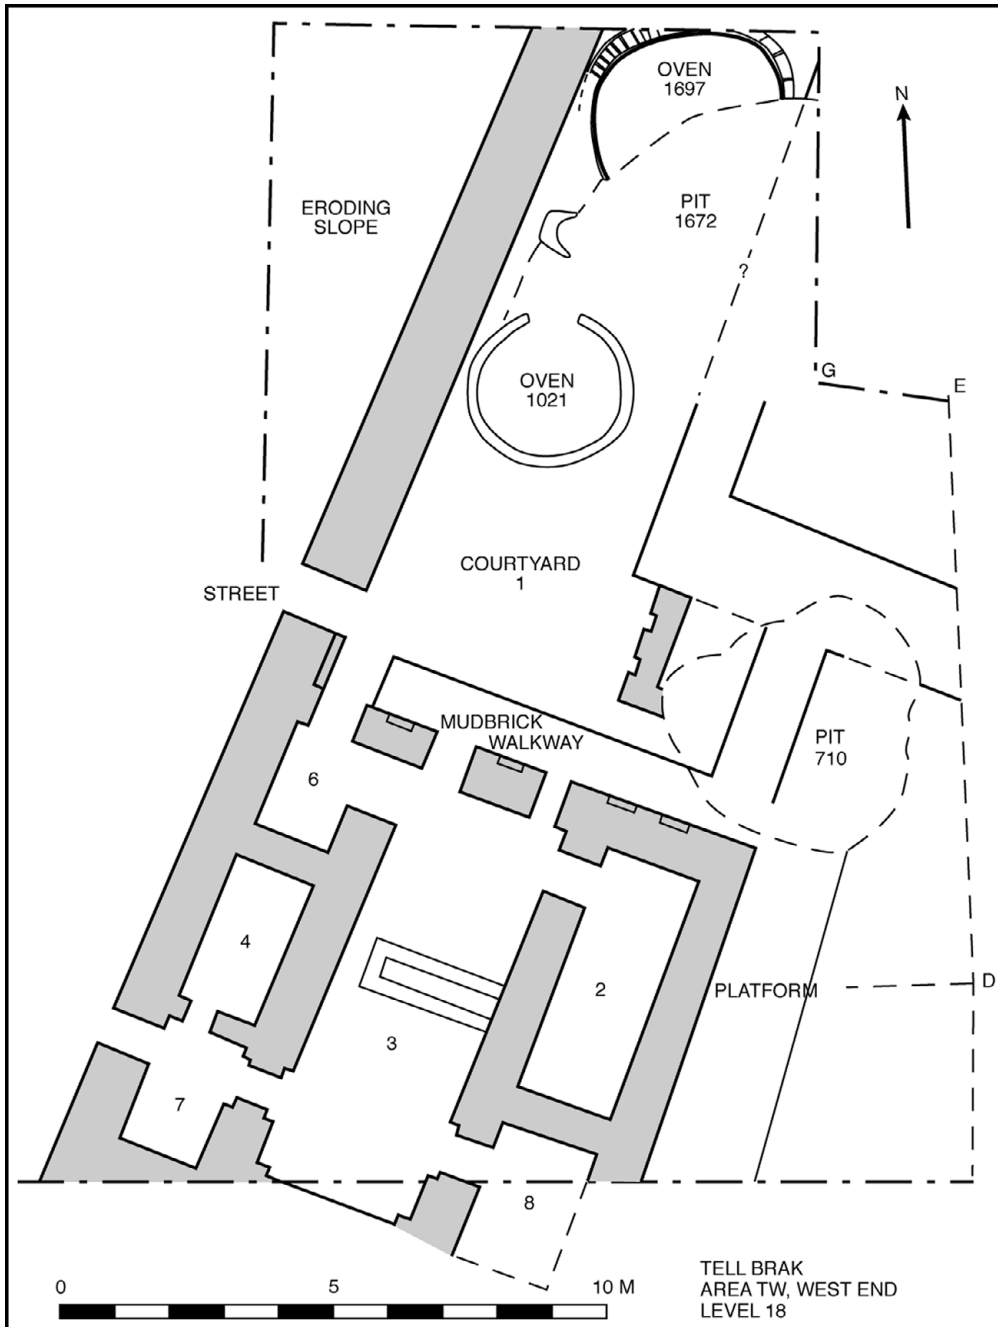 OVEN
1697
N
ERODING
SLOPE
PIT
1672
?
G
E
OVEN
1021
COURTYARD
1
STREET
MUDBRICK
WALKWAY
PIT
710
6
4
2
PLATFORM
D
3
7
8
0 5 10 M
TELL BRAK
AREA TW, WEST END
LEVEL 18